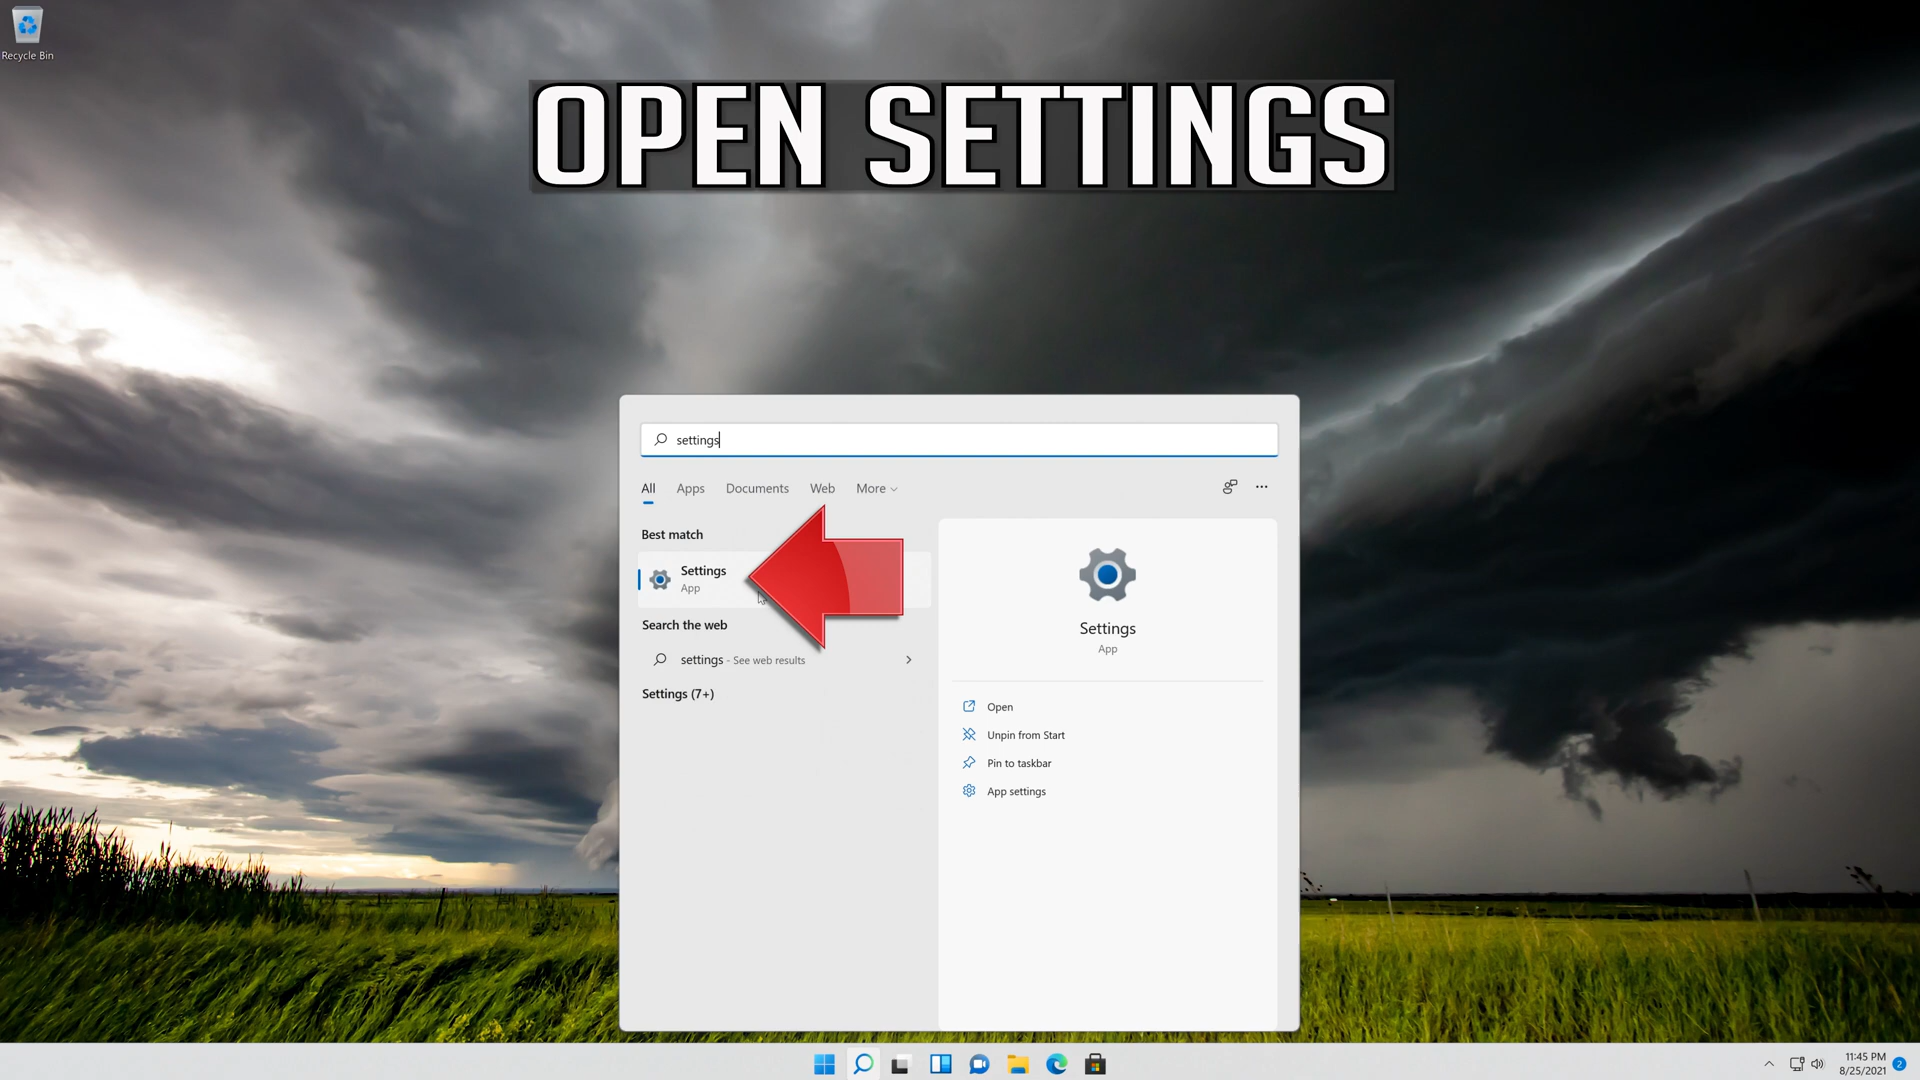 Recycle Bin
OPEN SETTINGS
settings
All Apps Documents Web More
Best match
Settings
App
Search the web
settings - See web results
Settings (7+)
Settings
App
Open
Unpin from Start
Pin to taskbar
App settings
11:45 PM
8/25/2021
2